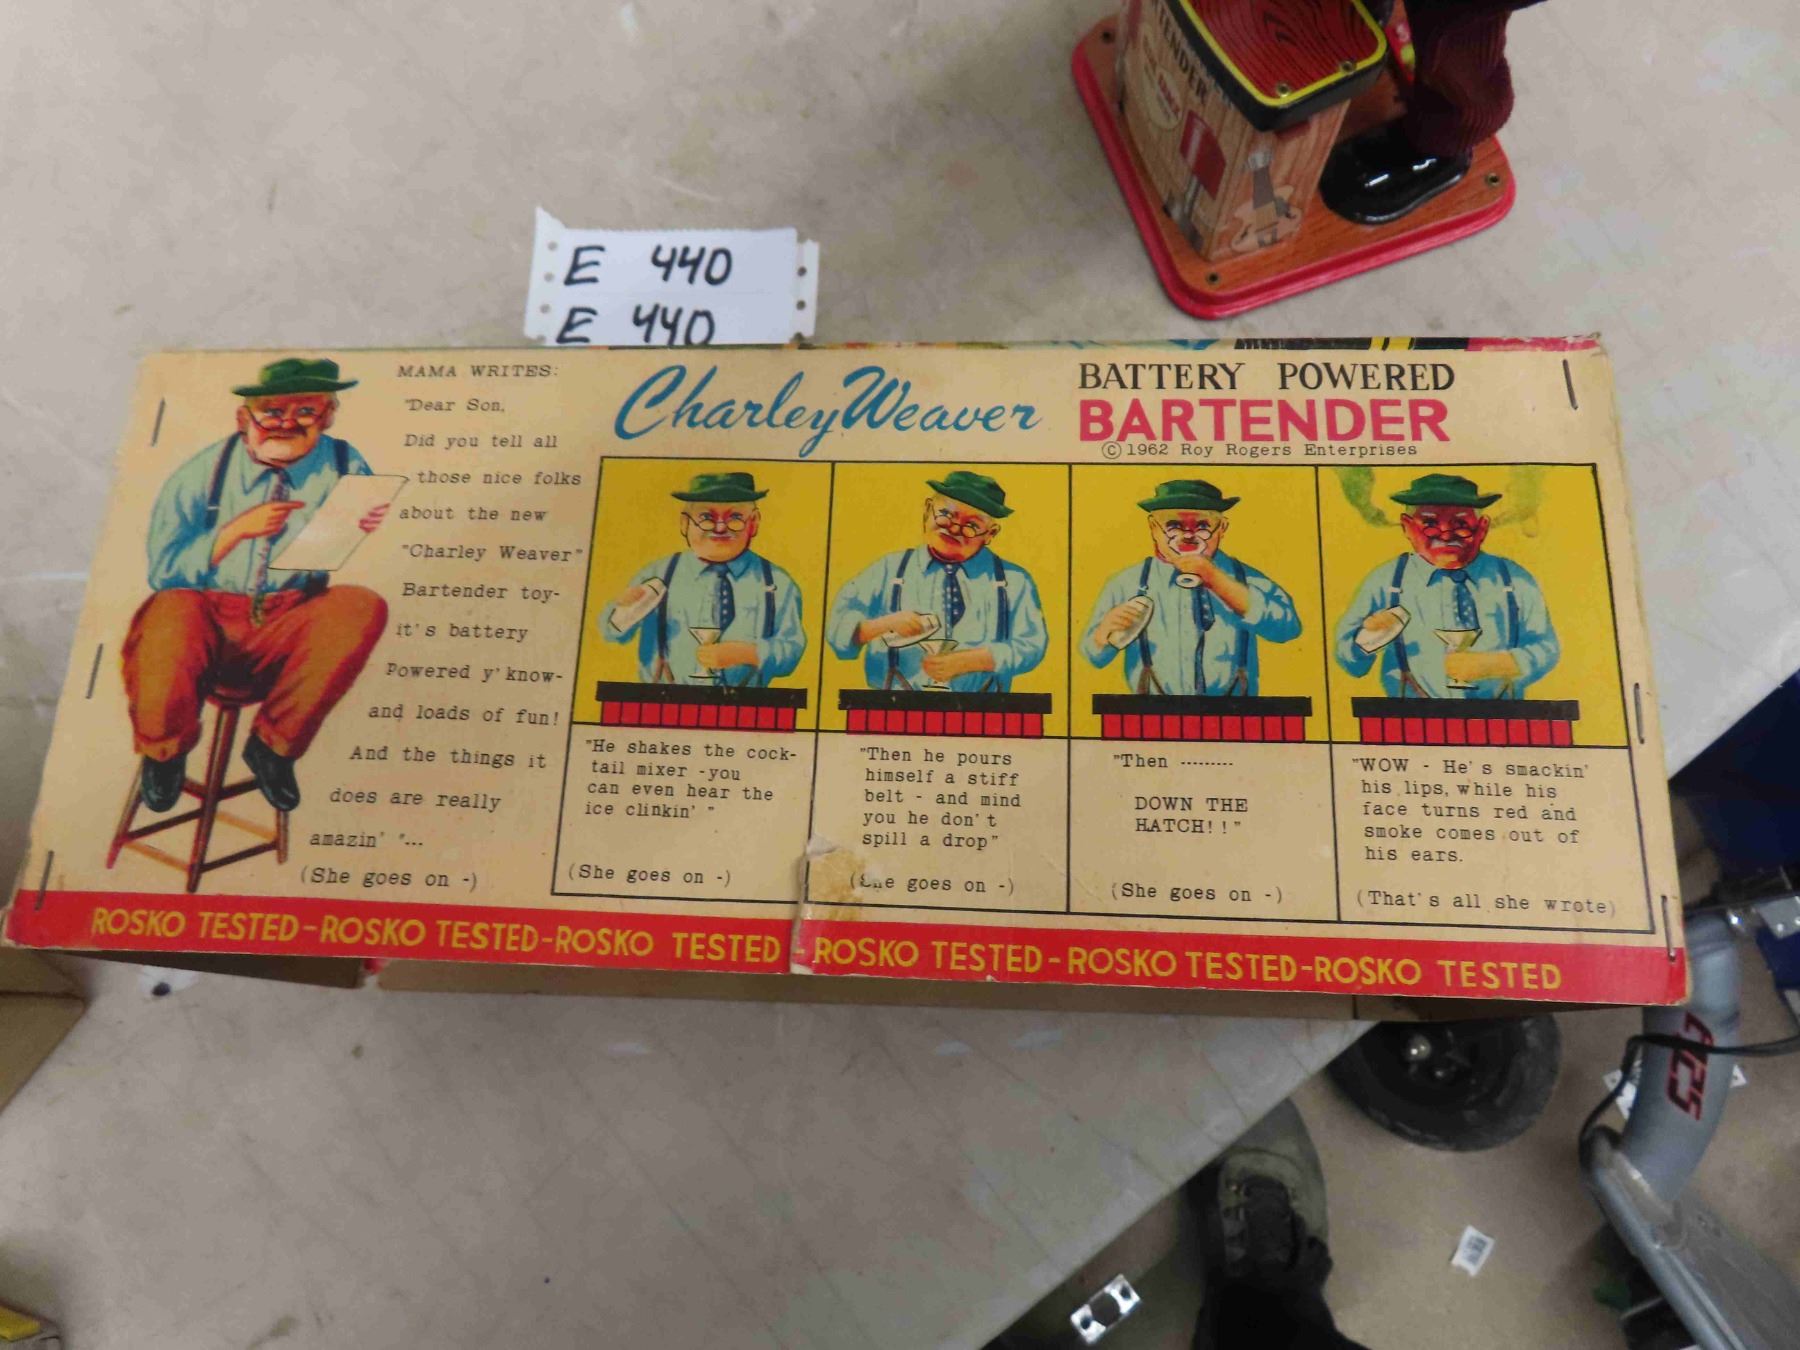 TENDER
E 440
E 440
MAMA WRITES:
"Dear Son,
Did you tell all
those nice folks
about the new
"Charley Weaver"
Bartender toy-
it's battery
Powered y'know-
and loads of fun!
And the things it
does are really
amazin' "...
(She goes on -)
Charley Weaver
BATTERY POWERED
BARTENDER
© 1962 Roy Rogers Enterprises
"He shakes the cock-
tail mixer -you
can even hear the
ice clinkin' "
(She goes on -)
"Then he pours
himself a stiff
belt - and mind
you he don't
spill a drop"
(She goes on -)
"Then ---------
DOWN THE
HATCH!!"
(She goes on -)
"WOW - He's smackin'
his lips, while his
face turns red and
smoke comes out of
his ears.
(That's all she wrote)
ROSKO TESTED-ROSKO TESTED-ROSKO TESTED-ROSKO TESTED-ROSKO TESTED-ROSKO TESTED